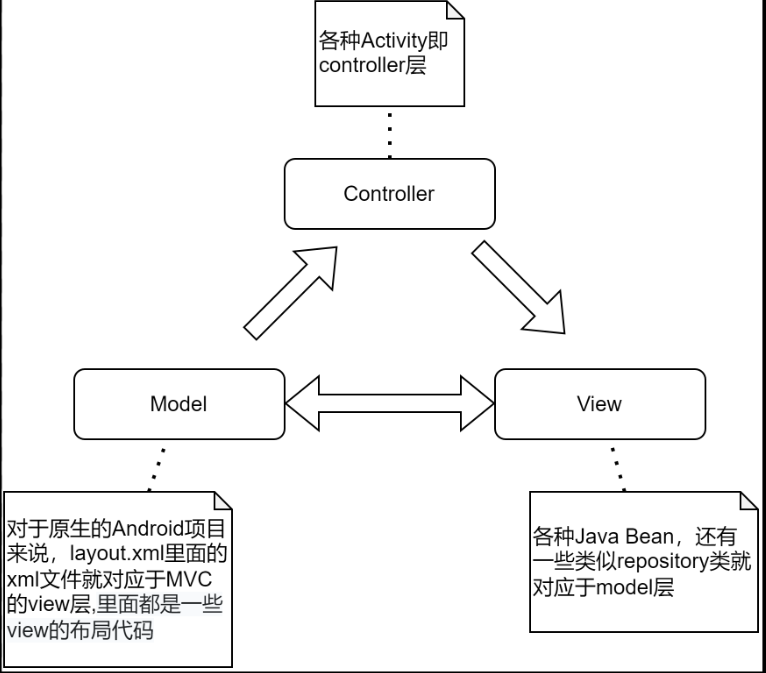 各种Activity即
controller层
Controller
Model
View
对于原生的Android项目
来说，layout.xml里面的
xml文件就对应于MVC
的view层,里面都是一些
view的布局代码
各种Java Bean，还有
一些类似repository类就
对应于model层